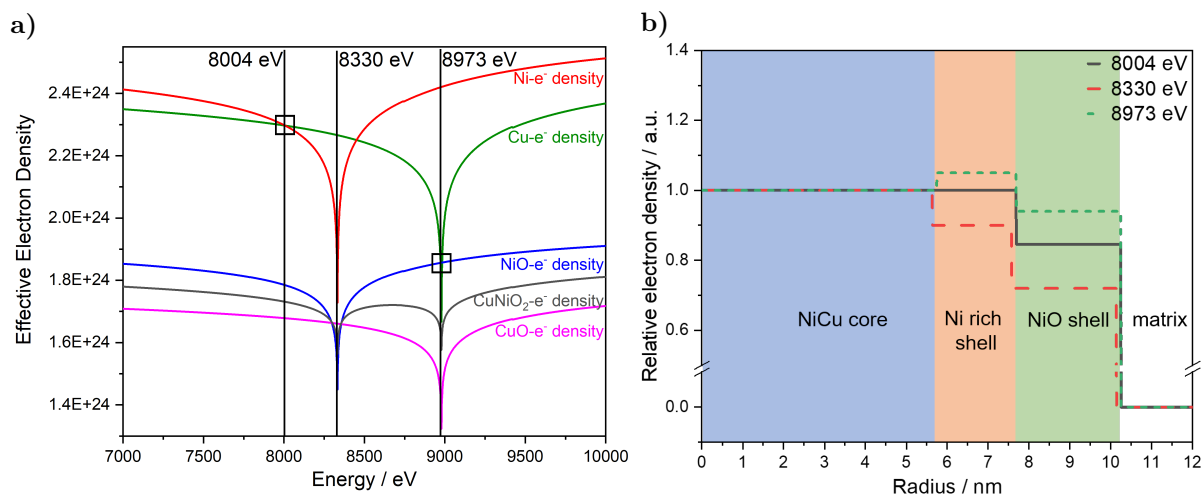 a)
8004 eV
8330 eV
8973 eV
Ni-e⁻ density
Cu-e⁻ density
NiO-e⁻ density
CuNiO₂-e⁻ density
CuO-e⁻ density
Effective Electron Density
2.4E+24
2.2E+24
2.0E+24
1.8E+24
1.6E+24
1.4E+24
7000 7500 8000 8500 9000 9500 10000
Energy / eV
b)
8004 eV
8330 eV
8973 eV
NiCu core
Ni rich
shell
NiO shell
matrix
Relative electron density / a.u.
1.4
1.2
1.0
0.8
0.6
0.0
0 1 2 3 4 5 6 7 8 9 10 11 12
Radius / nm